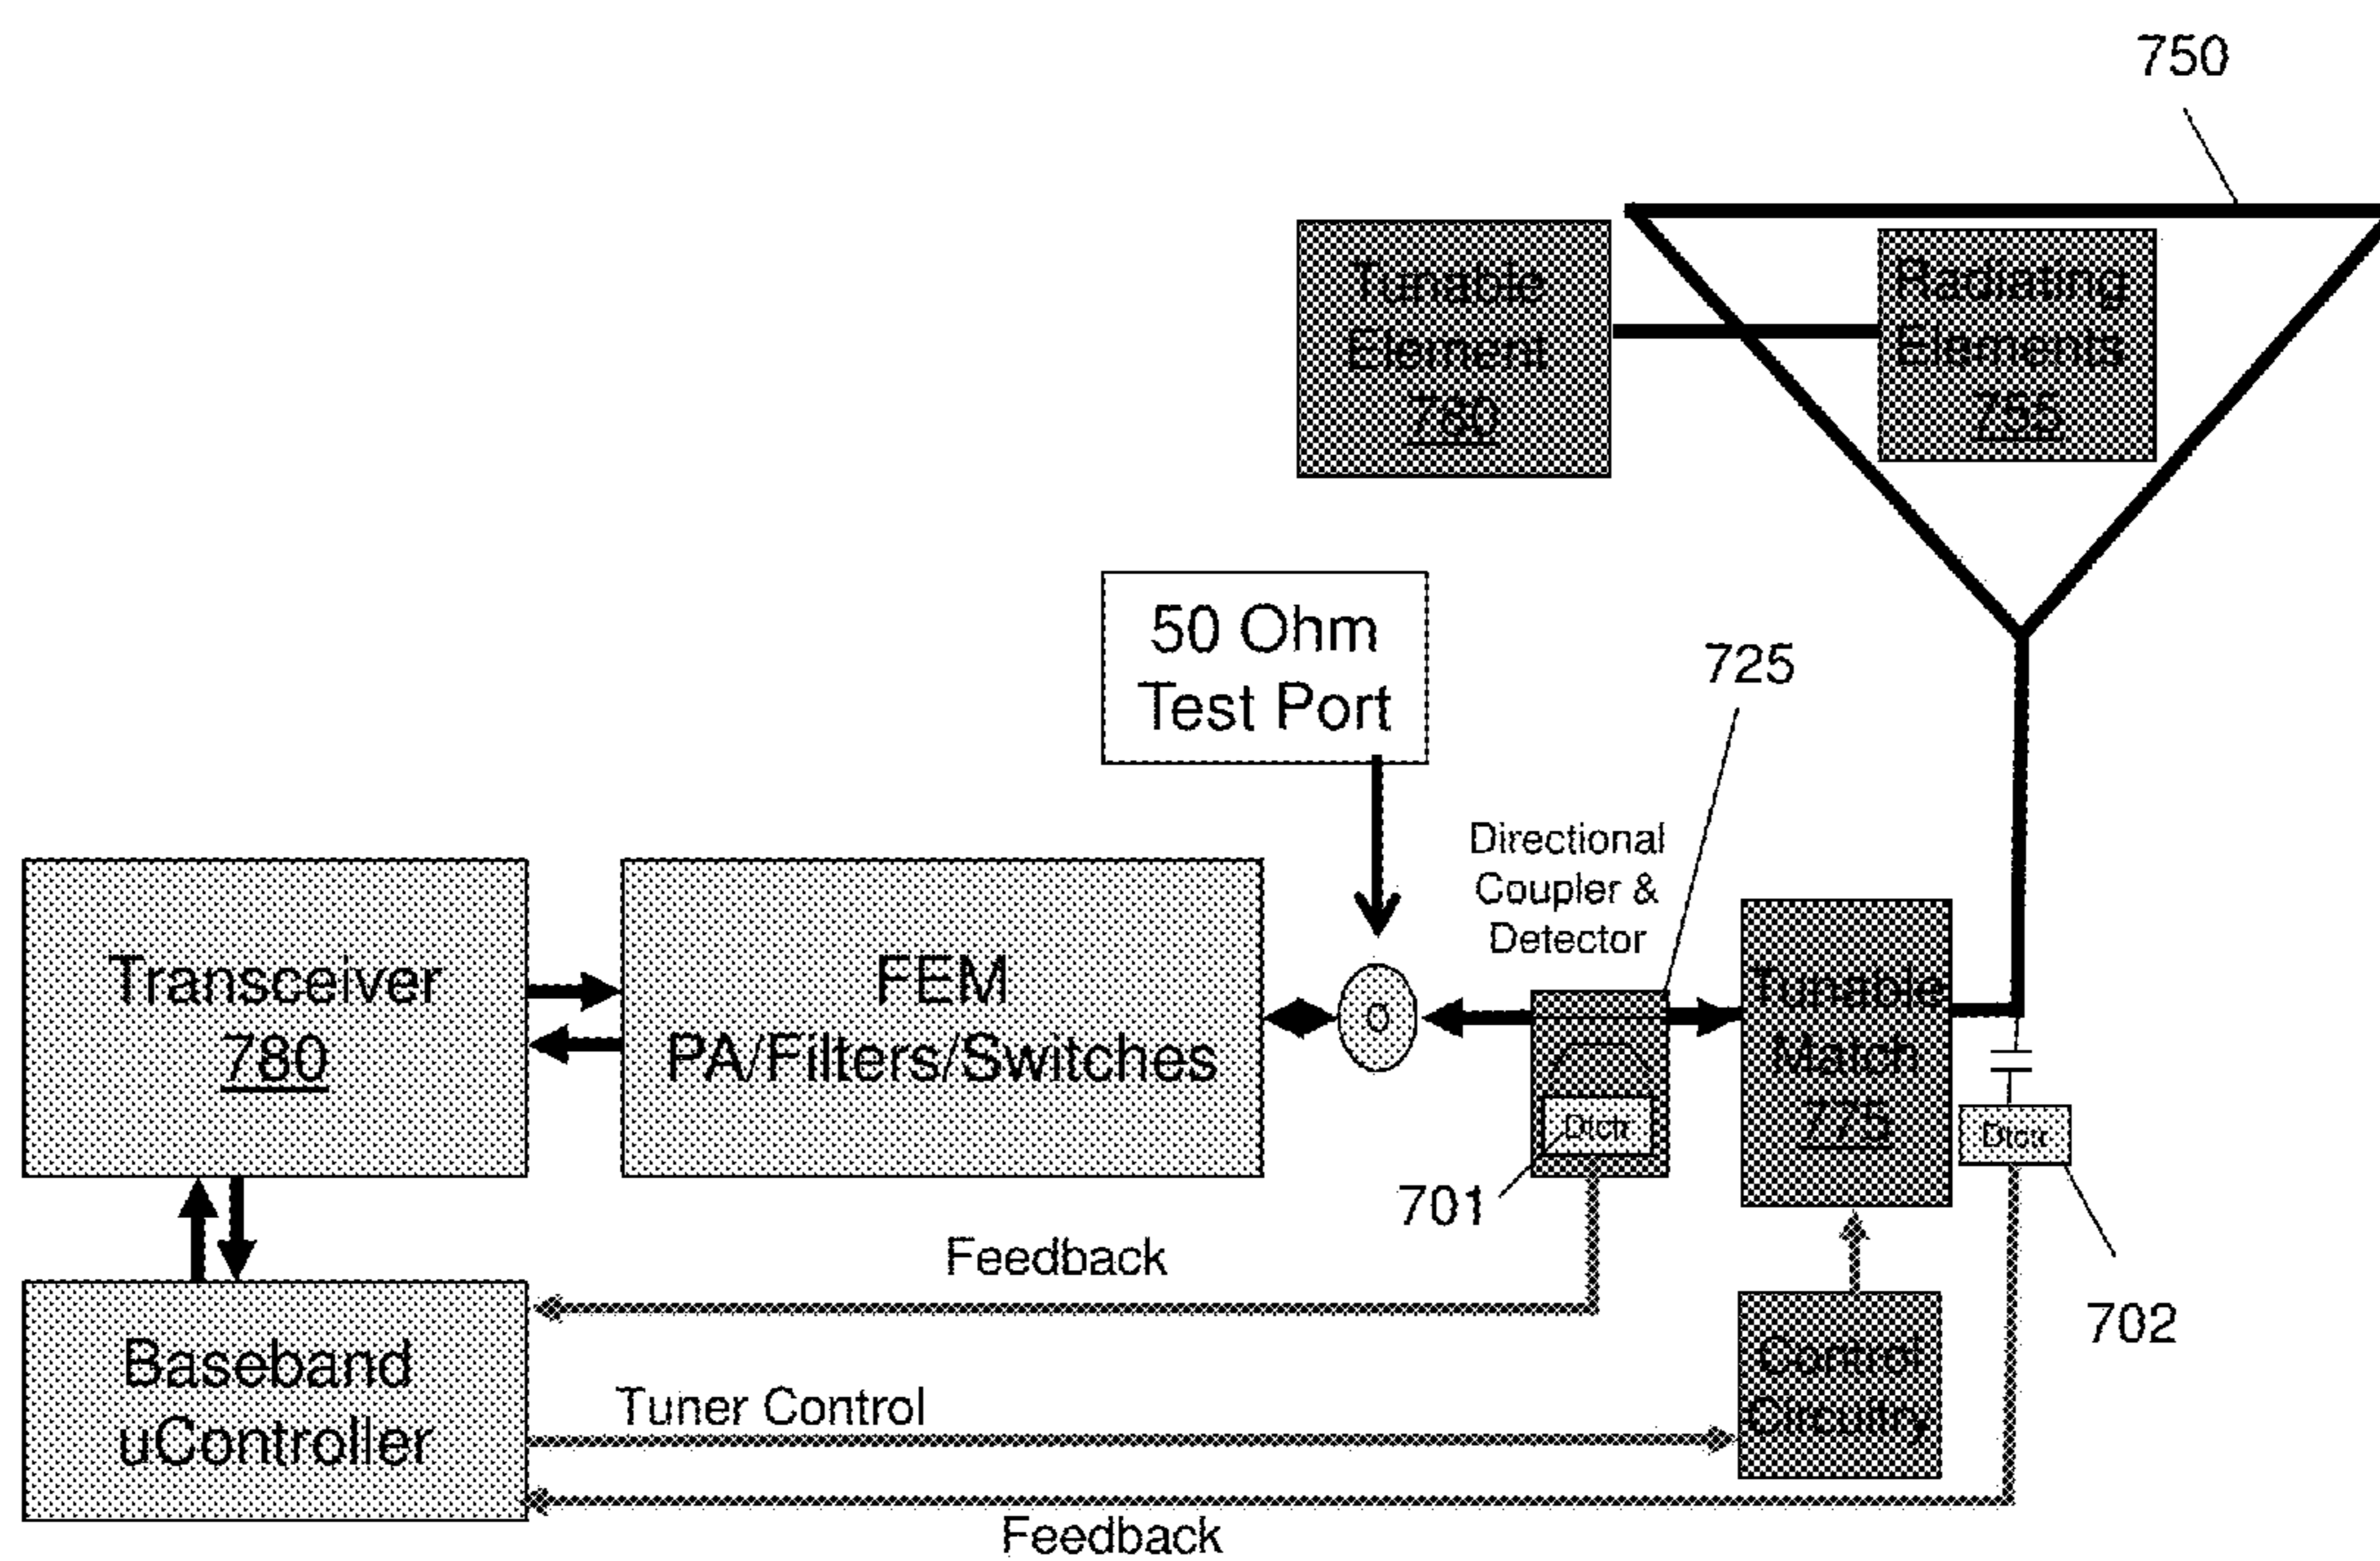 750
Tunable
Element
780
Radiating
Elements
755
50 Ohm
Test Port
725
Directional
Coupler &
Detector
Transceiver
780
FEM
PA/Filters/Switches
O
Tunable
Match
775
Dtctr
Dtctr
701
702
Feedback
Baseband
uController
Tuner Control
Control
Circuitry
Feedback